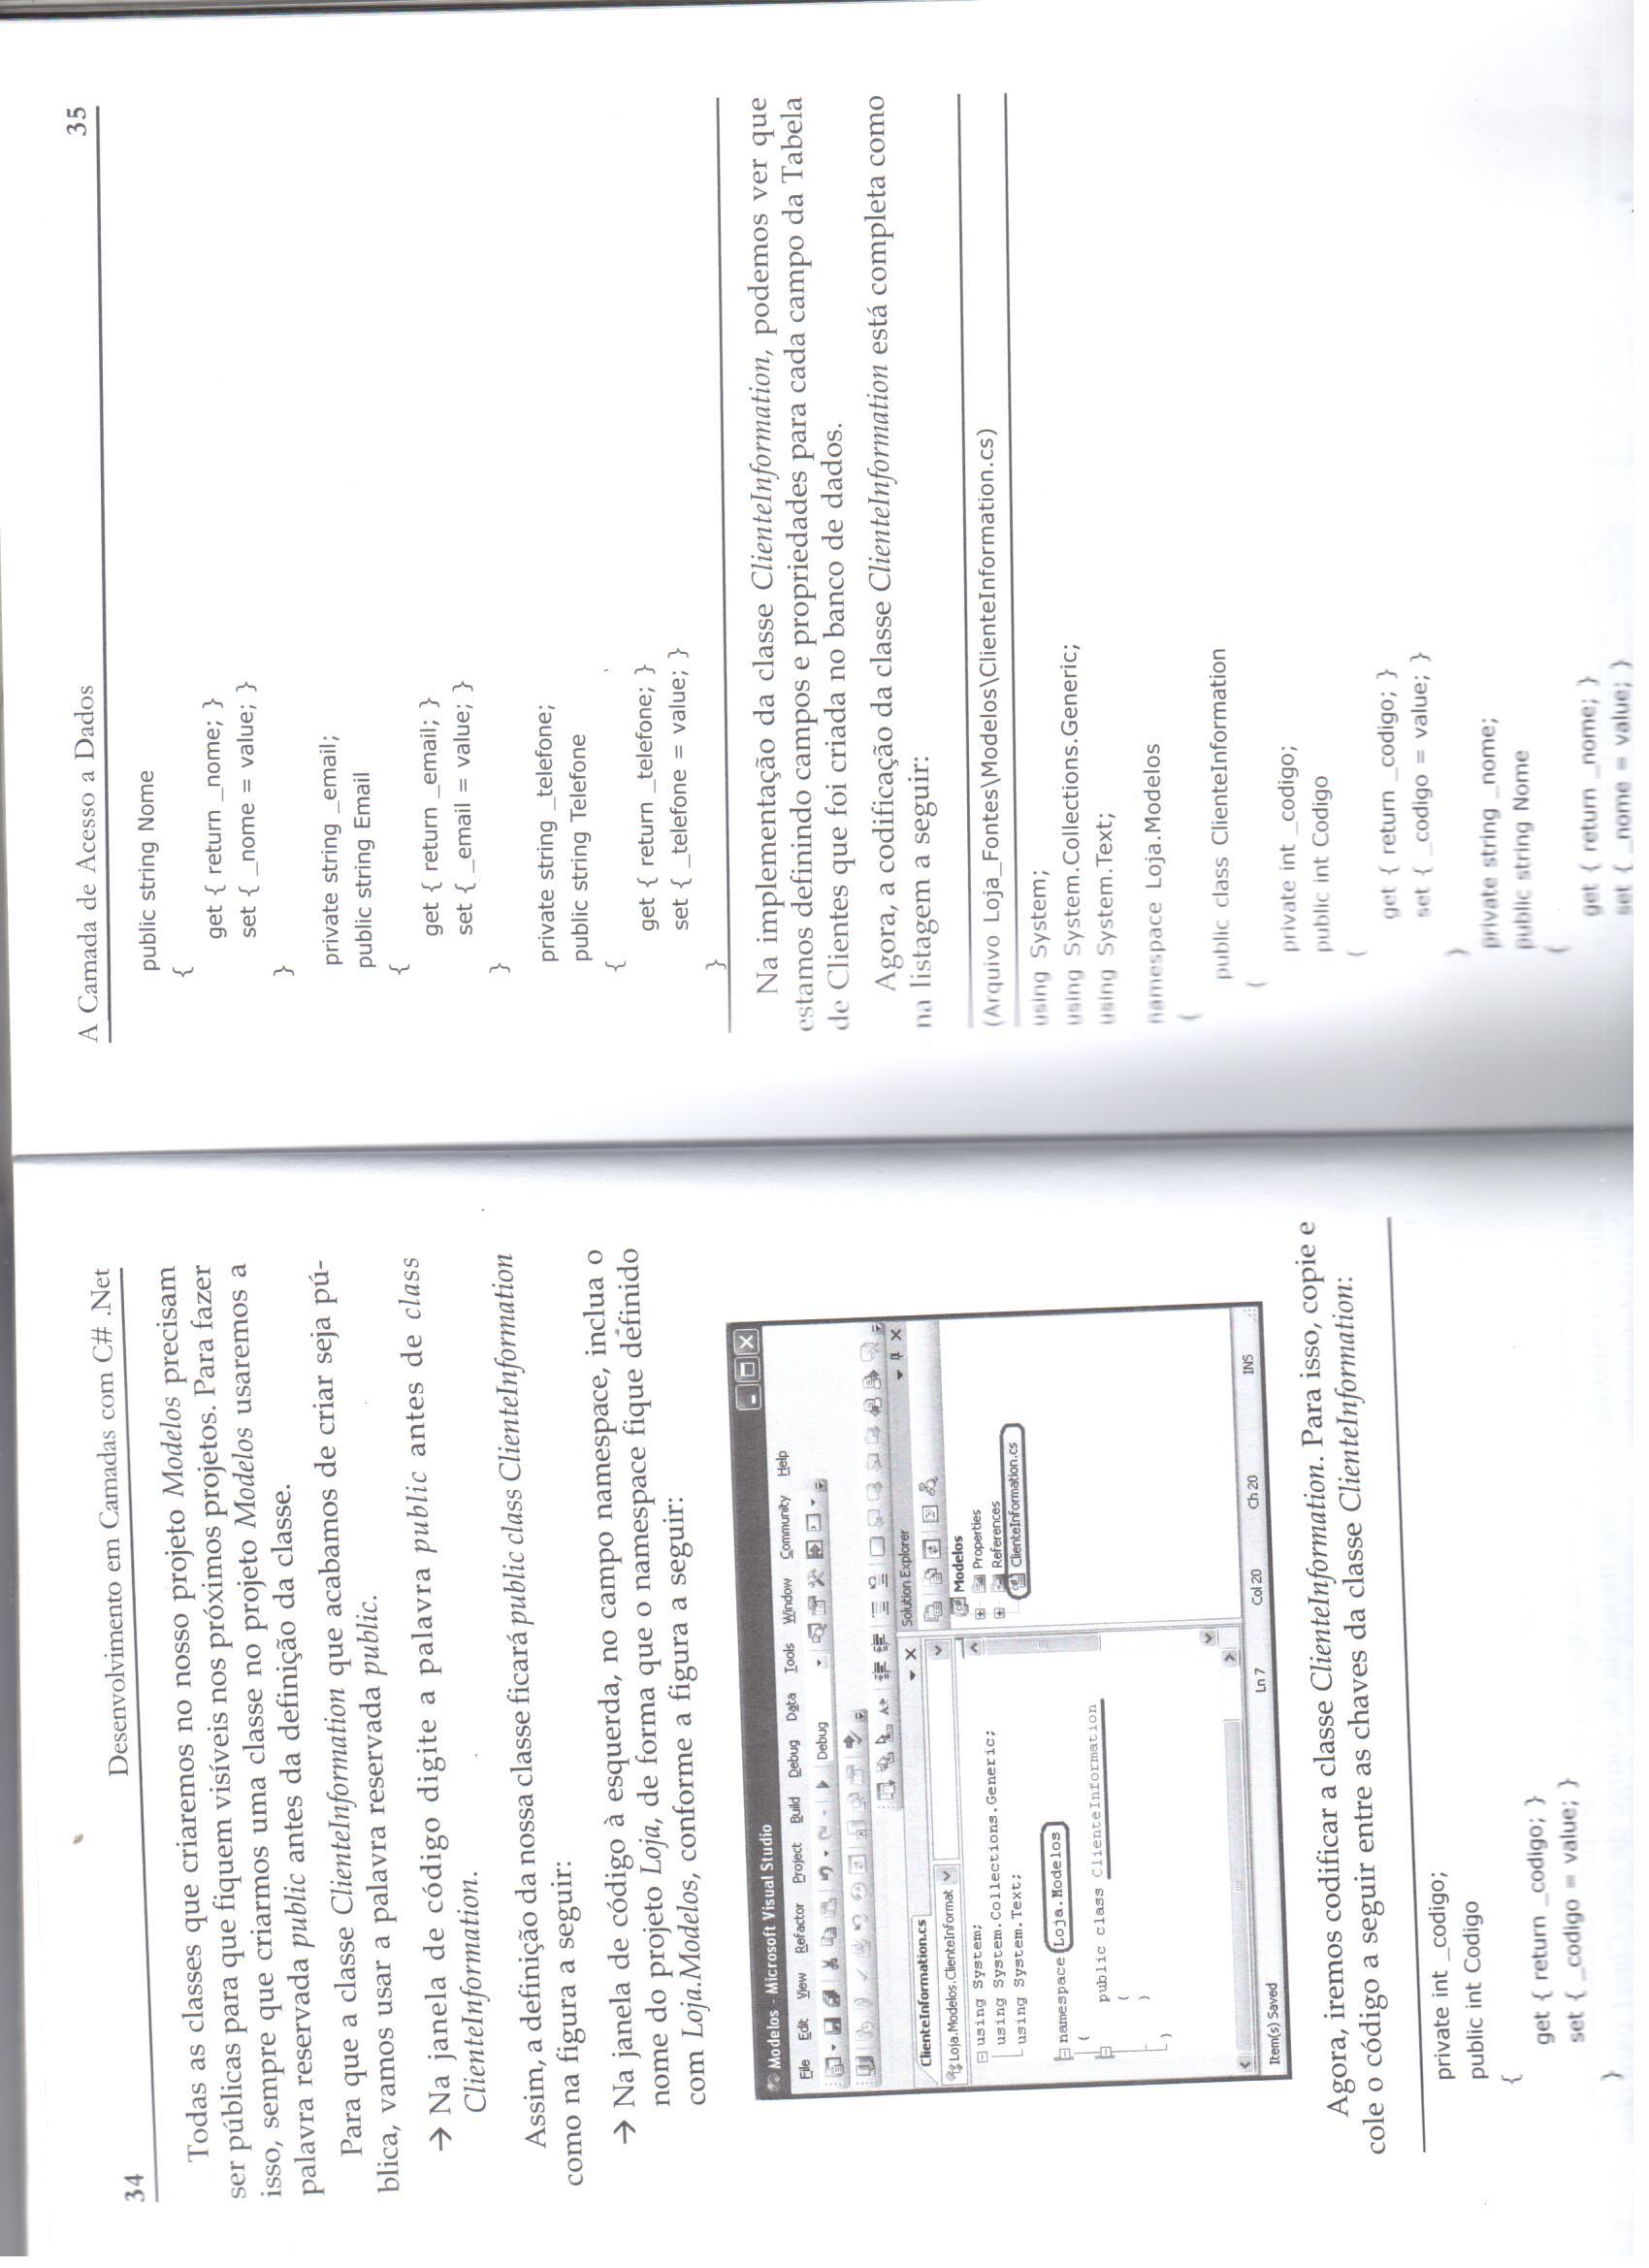 34
Desenvolvimento em Camadas com C# .Net
Todas as classes que criaremos no nosso projeto Modelos precisam
ser públicas para que fiquem visíveis nos próximos projetos. Para fazer
isso, sempre que criarmos uma classe no projeto Modelos usaremos a
palavra reservada public antes da definição da classe.
Para que a classe ClienteInformation que acabamos de criar seja pú-
blica, vamos usar a palavra reservada public.
→ Na janela de código digite a palavra public antes de class
ClienteInformation.
Assim, a definição da nossa classe ficará public class ClienteInformation
como na figura a seguir:
→ Na janela de código à esquerda, no campo namespace, inclua o
nome do projeto Loja, de forma que o namespace fique definido
com Loja.Modelos, conforme a figura a seguir:
Modelos - Microsoft Visual Studio
File Edit View Refactor Project Build Debug Data Tools Window Community Help
Debug
ClienteInformation.cs
Loja.Modelos.ClienteInformat
using System;
using System.Collections.Generic;
using System.Text;
namespace Loja.Modelos
{
public class ClienteInformation
{
}
}
Solution Explorer
Modelos
Properties
References
ClienteInformation.cs
Item(s) Saved
Ln 7 Col 20 Ch 20 INS
Agora, iremos codificar a classe ClienteInformation. Para isso, copie e
cole o código a seguir entre as chaves da classe ClienteInformation:
private int _codigo;
public int Codigo
{
get { return _codigo; }
set { _codigo = value; }
}
A Camada de Acesso a Dados
35
public string Nome
{
get { return _nome; }
set { _nome = value; }
}
private string _email;
public string Email
{
get { return _email; }
set { _email = value; }
}
private string _telefone;
public string Telefone
{
get { return _telefone; }
set { _telefone = value; }
}
Na implementação da classe ClienteInformation, podemos ver que
estamos definindo campos e propriedades para cada campo da Tabela
de Clientes que foi criada no banco de dados.
Agora, a codificação da classe ClienteInformation está completa como
na listagem a seguir:
(Arquivo Loja_Fontes\Modelos\ClienteInformation.cs)
using System;
using System.Collections.Generic;
using System.Text;
namespace Loja.Modelos
{
public class ClienteInformation
{
private int _codigo;
public int Codigo
{
get { return _codigo; }
set { _codigo = value; }
}
private string _nome;
public string Nome
{
get { return _nome; }
set { _nome = value; }